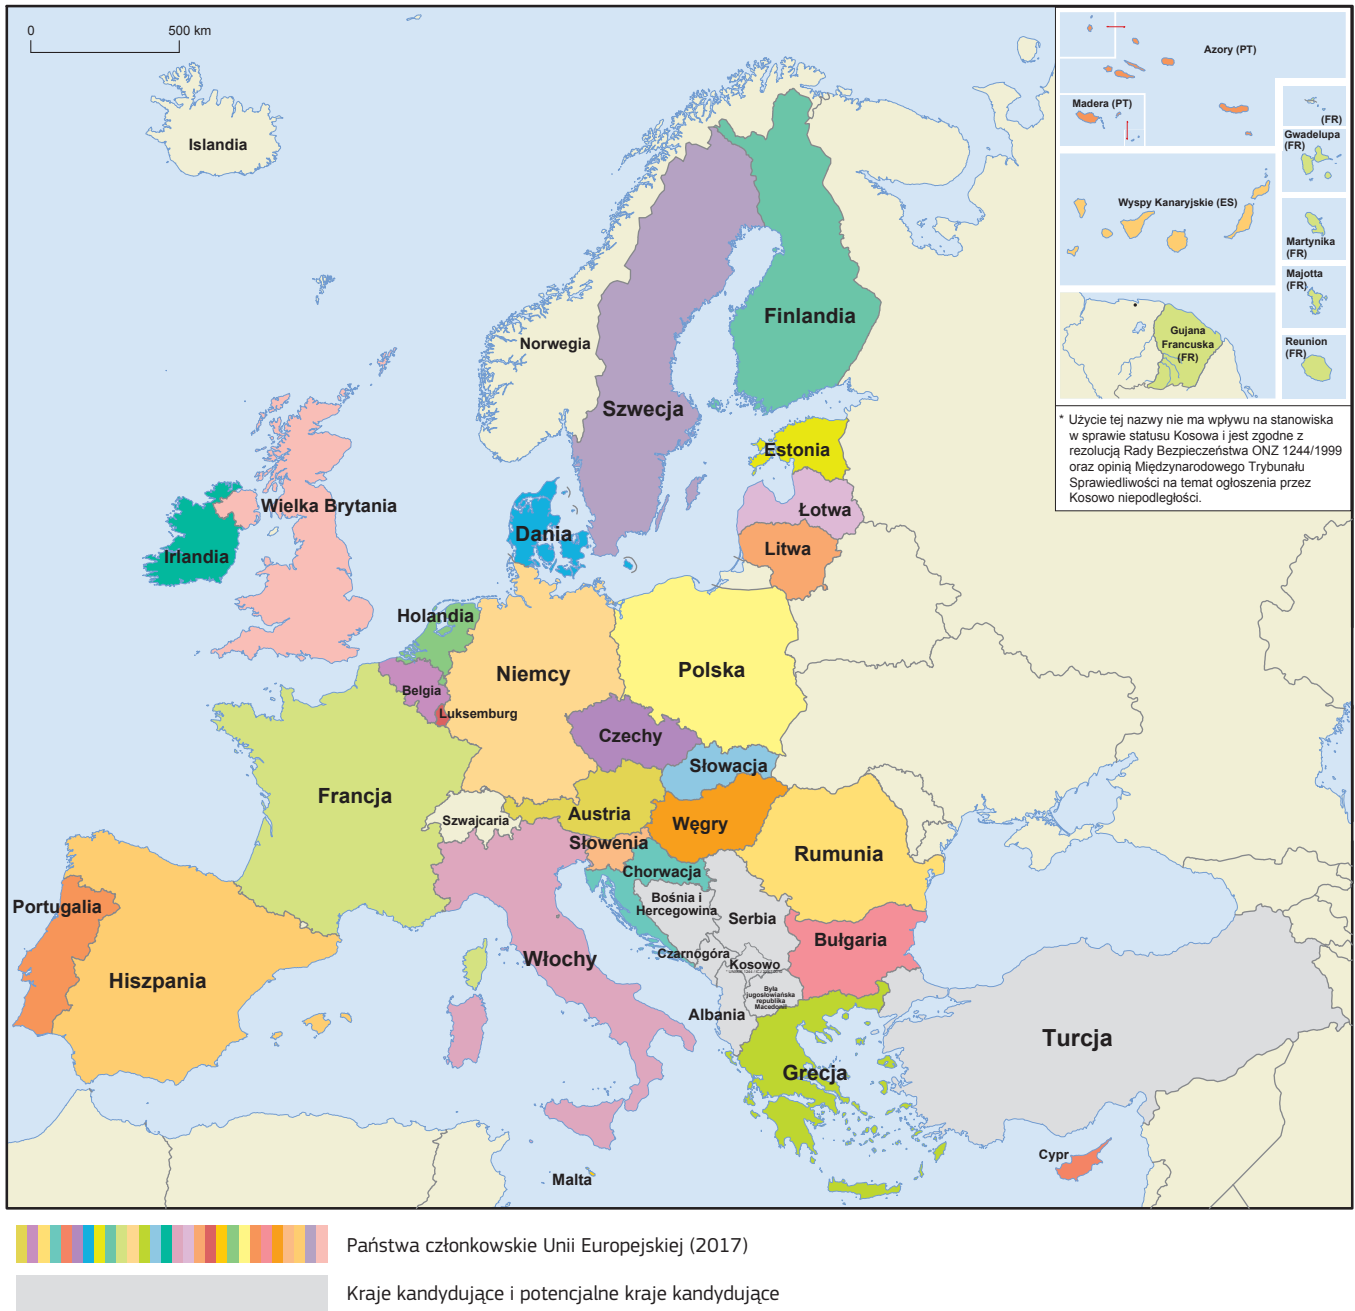 0
500 km
Islandia
Norwegia
Szwecja
Finlandia
Estonia
Łotwa
Litwa
Dania
Wielka Brytania
Irlandia
Holandia
Belgia
Luksemburg
Niemcy
Polska
Czechy
Słowacja
Francja
Szwajcaria
Austria
Węgry
Słowenia
Chorwacja
Rumunia
Bośnia i
Hercegowina
Serbia
Portugalia
Hiszpania
Włochy
Czarnogóra
Kosowo
Bułgaria
Była
jugosłowiańska
republika
Macedonii
Albania
Grecja
Turcja
Cypr
Malta
Azory (PT)
Madera (PT)
(FR)
Gwadelupa
(FR)
Wyspy Kanaryjskie (ES)
Martynika
(FR)
Majotta
(FR)
Gujana
Francuska
(FR)
Reunion
(FR)
* Użycie tej nazwy nie ma wpływu na stanowiska
w sprawie statusu Kosowa i jest zgodne z
rezolucją Rady Bezpieczeństwa ONZ 1244/1999
oraz opinią Międzynarodowego Trybunału
Sprawiedliwości na temat ogłoszenia przez
Kosowo niepodległości.
Państwa członkowskie Unii Europejskiej (2017)
Kraje kandydujące i potencjalne kraje kandydujące